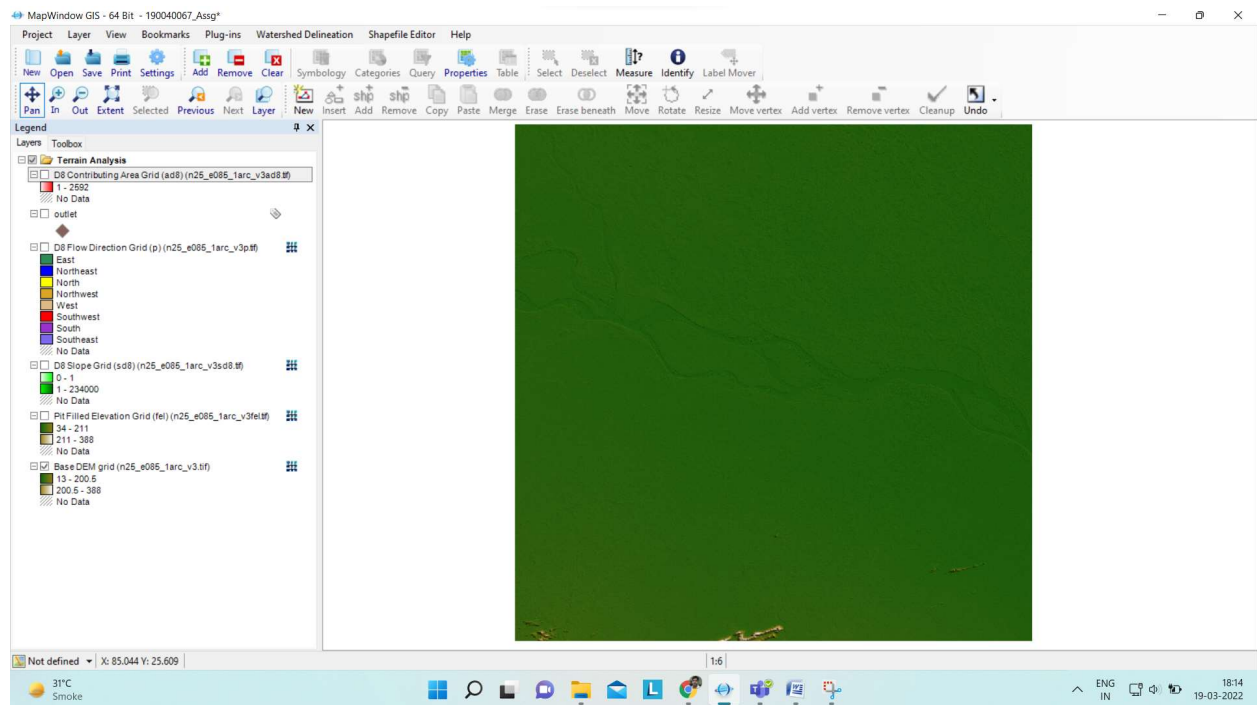 MapWindow GIS - 64 Bit - 190040067_Assg*
Project Layer View Bookmarks Plug-ins Watershed Delineation Shapefile Editor Help
New Open Save Print Settings Add Remove Clear Symbology Categories Query Properties Table Select Deselect Measure Identify Label Mover
Pan In Out Extent Selected Previous Next Layer New Insert Add Remove Copy Paste Merge Erase Erase beneath Move Rotate Resize Move vertex Add vertex Remove vertex Cleanup Undo
Legend
Layers Toolbox
Terrain Analysis
D8 Contributing Area Grid (ad8) (n25_e085_1arc_v3ad8.tif)
1 - 2592
No Data
outlet
D8 Flow Direction Grid (p) (n25_e085_1arc_v3p.tif)
East
Northeast
North
Northwest
West
Southwest
South
Southeast
No Data
D8 Slope Grid (sd8) (n25_e085_1arc_v3sd8.tif)
0 - 1
1 - 234000
No Data
Pit Filled Elevation Grid (fel) (n25_e085_1arc_v3fel.tif)
34 - 211
211 - 388
No Data
Base DEM grid (n25_e085_1arc_v3.tif)
13 - 200.5
200.5 - 388
No Data
Not defined X: 85.044 Y: 25.609 1:6
31°C
Smoke
ENG
IN
18:14
19-03-2022